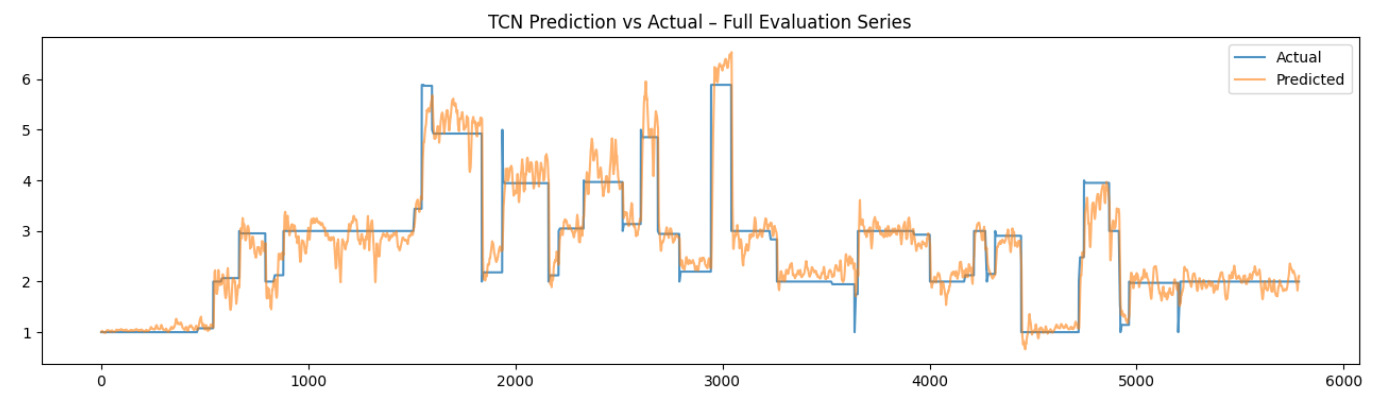 TCN Prediction vs Actual – Full Evaluation Series
Actual
Predicted
6
5
4
3
2
1
0 1000 2000 3000 4000 5000 6000